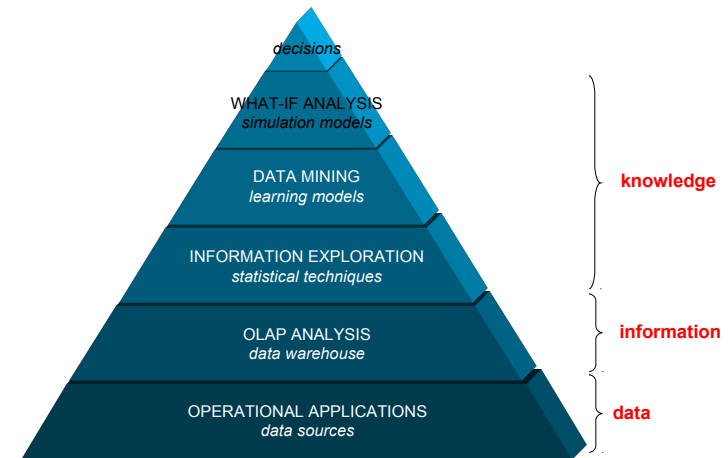 decisions
WHAT-IF ANALYSIS
simulation models
DATA MINING
learning models
INFORMATION EXPLORATION
statistical techniques
OLAP ANALYSIS
data warehouse
OPERATIONAL APPLICATIONS
data sources
knowledge
information
data